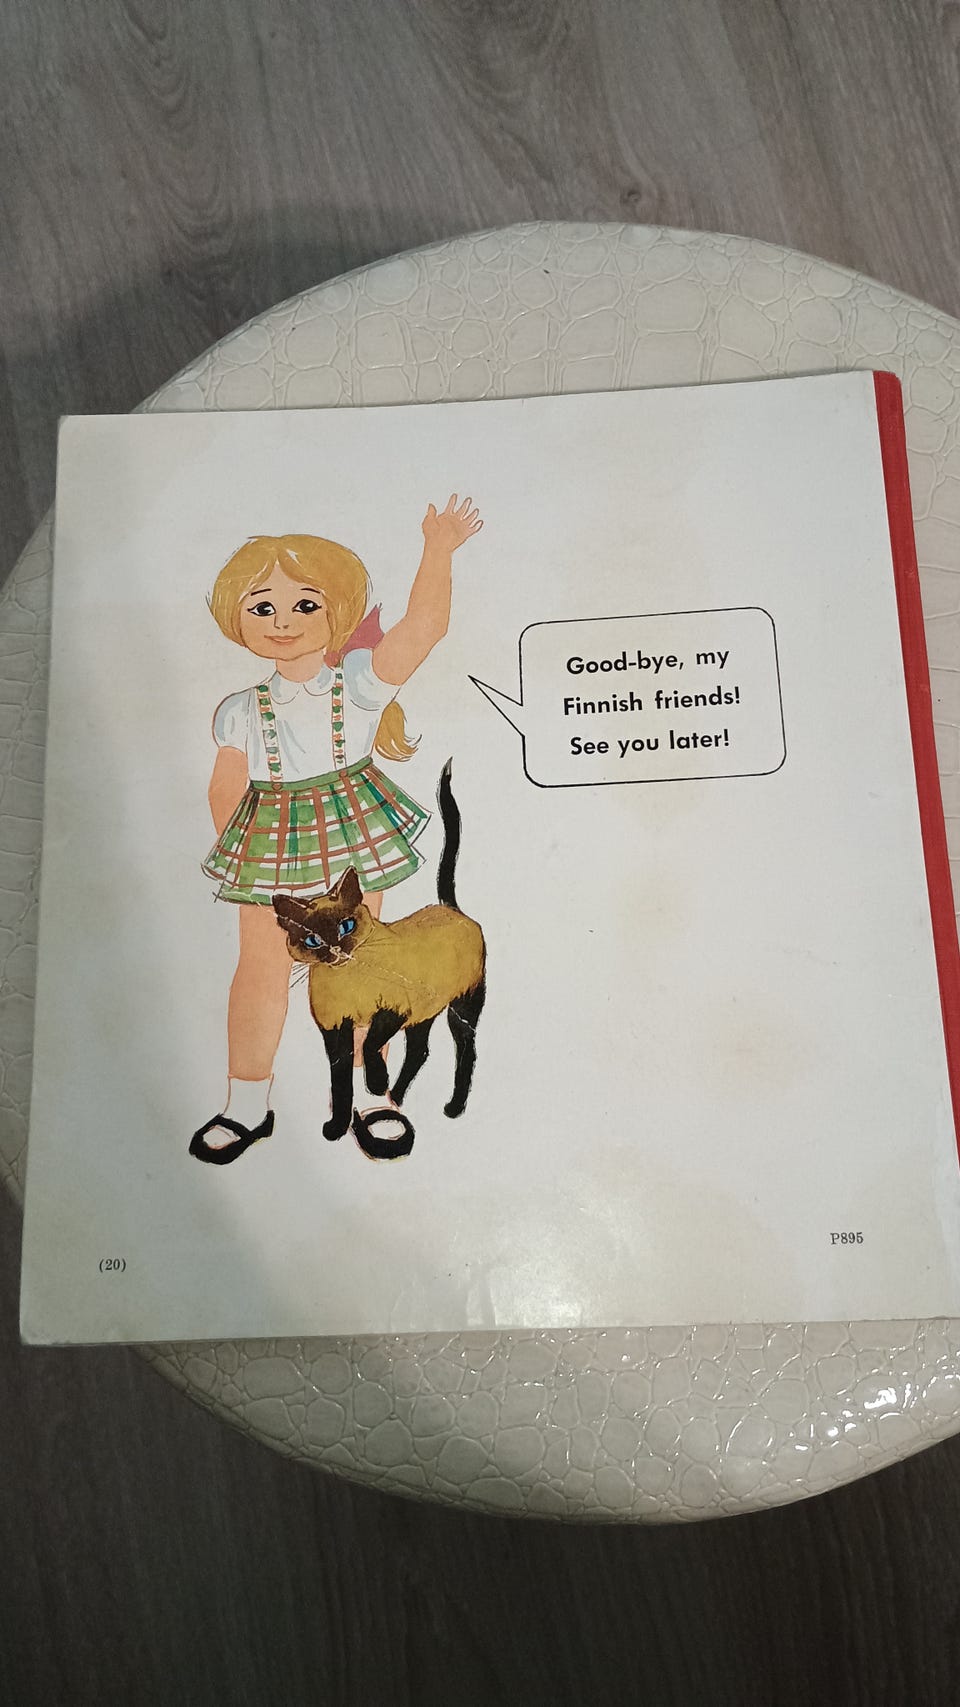 Good-bye, my
Finnish friends!
See you later!
P895
(20)